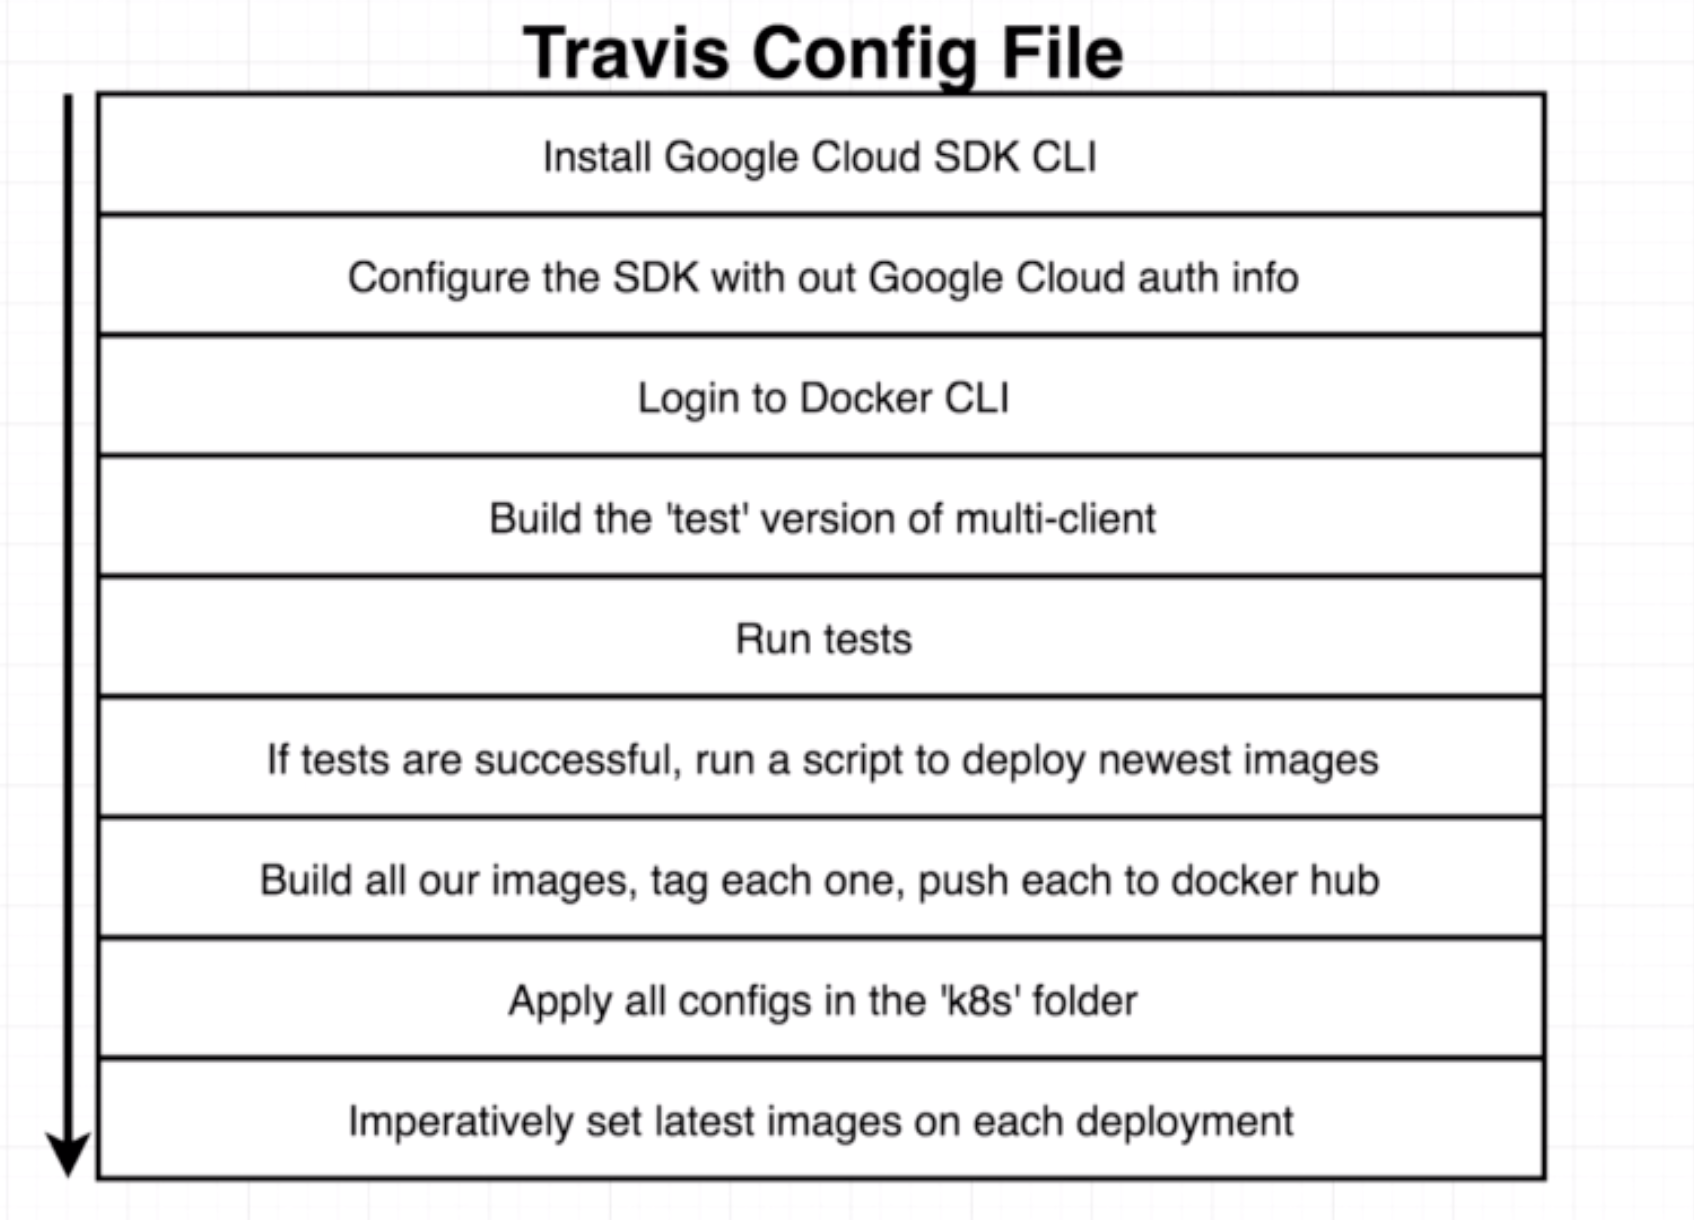 Travis Config File
Install Google Cloud SDK CLI
Configure the SDK with out Google Cloud auth info
Login to Docker CLI
Build the 'test' version of multi-client
Run tests
If tests are successful, run a script to deploy newest images
Build all our images, tag each one, push each to docker hub
Apply all configs in the 'k8s' folder
Imperatively set latest images on each deployment